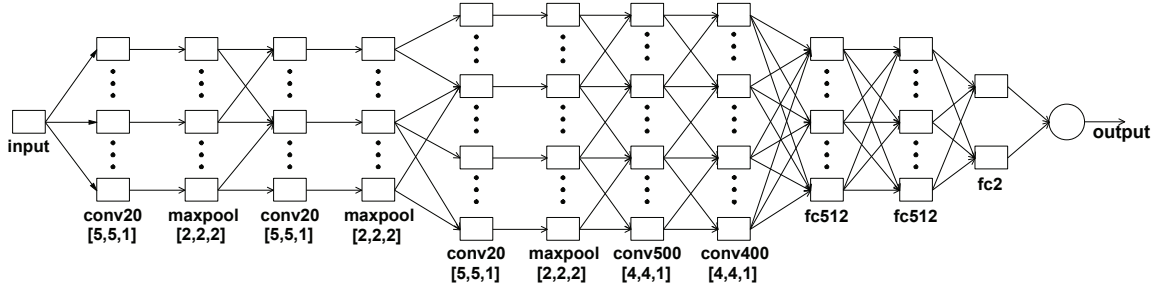 input
conv20
[5,5,1]
maxpool
[2,2,2]
conv20
[5,5,1]
maxpool
[2,2,2]
conv20
[5,5,1]
maxpool
[2,2,2]
conv500
[4,4,1]
conv400
[4,4,1]
fc512
fc512
fc2
output